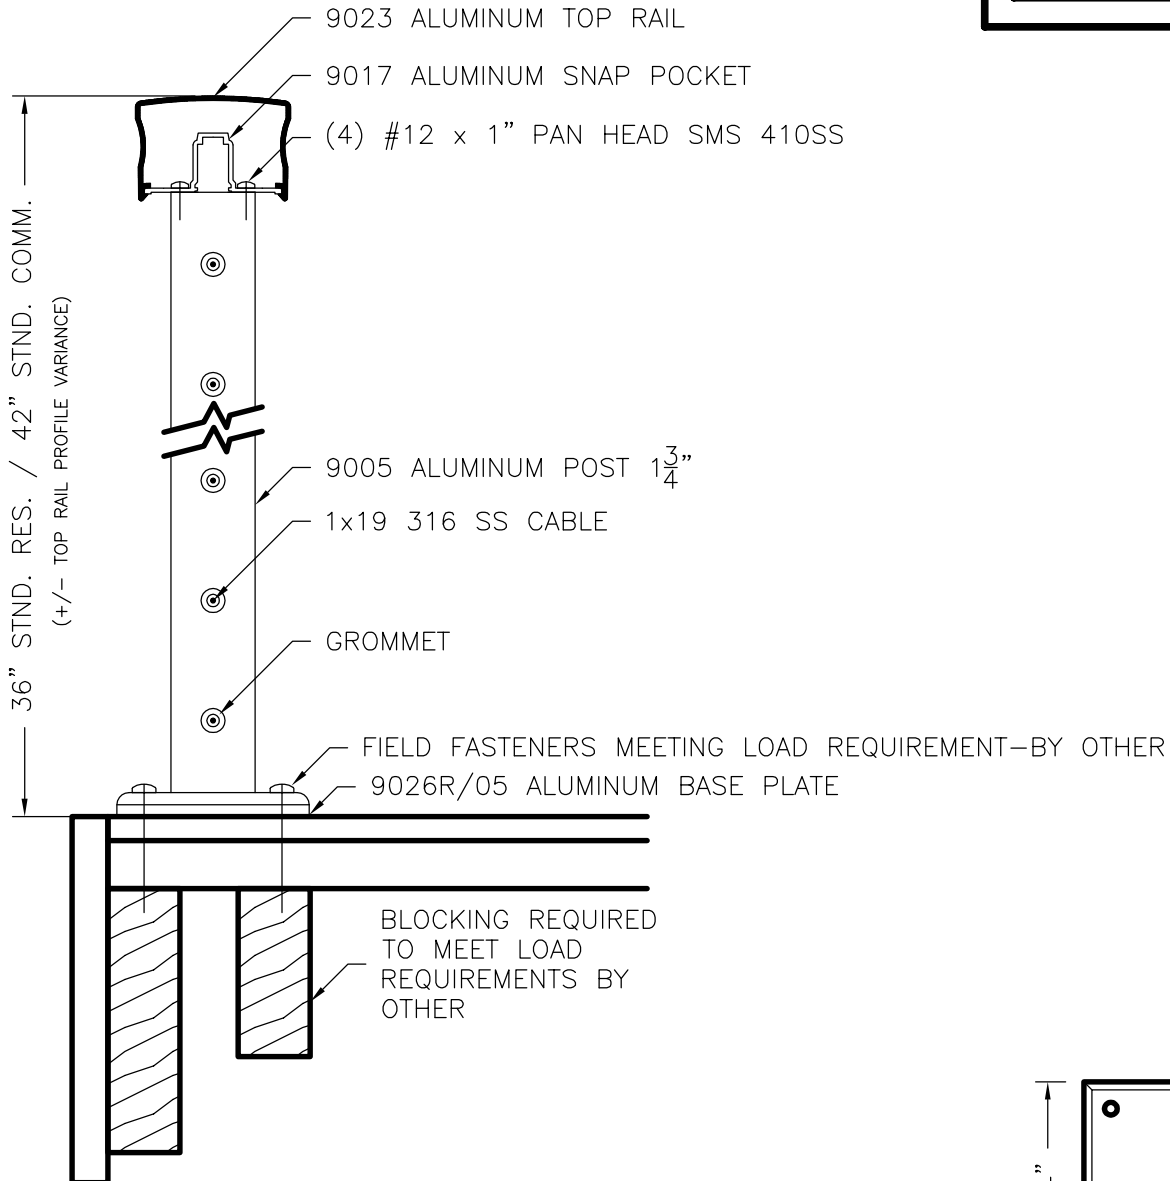 9023 ALUMINUM TOP RAIL
9017 ALUMINUM SNAP POCKET
(4) #12 x 1" PAN HEAD SMS 410SS
36" STND. RES. / 42" STND. COMM.
(+/- TOP RAIL PROFILE VARIANCE)
9005 ALUMINUM POST 1 3/4"
1x19 316 SS CABLE
GROMMET
FIELD FASTENERS MEETING LOAD REQUIREMENT-BY OTHER
9026R/05 ALUMINUM BASE PLATE
BLOCKING REQUIRED
TO MEET LOAD
REQUIREMENTS BY
OTHER